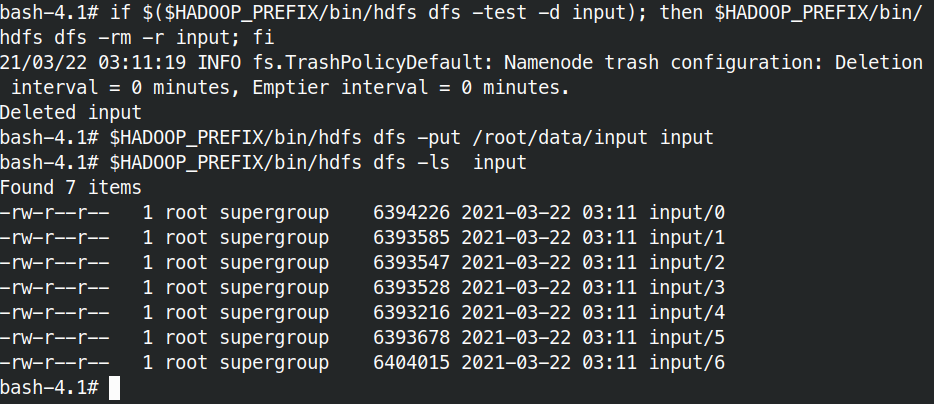 bash-4.1# if $($HADOOP_PREFIX/bin/hdfs dfs -test -d input); then $HADOOP_PREFIX/bin/
hdfs dfs -rm -r input; fi
21/03/22 03:11:19 INFO fs.TrashPolicyDefault: Namenode trash configuration: Deletion
 interval = 0 minutes, Emptier interval = 0 minutes.
Deleted input
bash-4.1# $HADOOP_PREFIX/bin/hdfs dfs -put /root/data/input input
bash-4.1# $HADOOP_PREFIX/bin/hdfs dfs -ls  input
Found 7 items
-rw-r--r--   1 root supergroup    6394226 2021-03-22 03:11 input/0
-rw-r--r--   1 root supergroup    6393585 2021-03-22 03:11 input/1
-rw-r--r--   1 root supergroup    6393547 2021-03-22 03:11 input/2
-rw-r--r--   1 root supergroup    6393528 2021-03-22 03:11 input/3
-rw-r--r--   1 root supergroup    6393216 2021-03-22 03:11 input/4
-rw-r--r--   1 root supergroup    6393678 2021-03-22 03:11 input/5
-rw-r--r--   1 root supergroup    6404015 2021-03-22 03:11 input/6
bash-4.1#